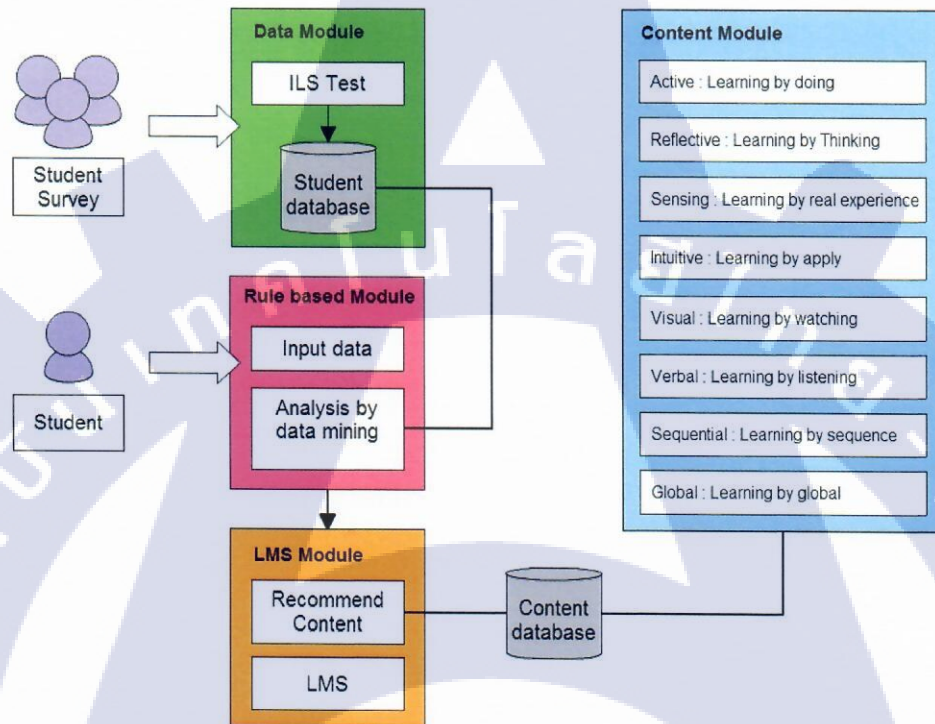 Data Module
ILS Test
Student
database
Student
Survey
Rule based Module
Input data
Analysis by
data mining
Student
LMS Module
Recommend
Content
LMS
Content
database
Content Module
Active : Learning by doing
Reflective : Learning by Thinking
Sensing : Learning by real experience
Intuitive : Learning by apply
Visual : Learning by watching
Verbal : Learning by listening
Sequential : Learning by sequence
Global : Learning by global